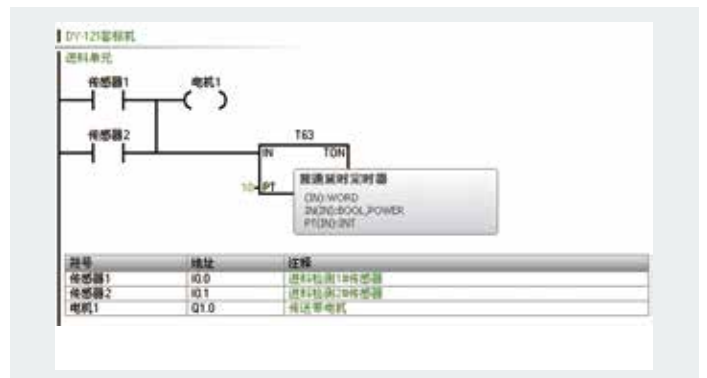 DY-125套标机
进料单元
传感器1 电机1
传感器2
T63
IN TON
10 PT
接通延时定时器
(IN):WORD
IN(IN):BOOL,POWER
PT(IN):INT
符号 地址 注释
传感器1 I0.0 进料检测1#传感器
传感器2 I0.1 进料检测2#传感器
电机1 Q1.0 传送带电机